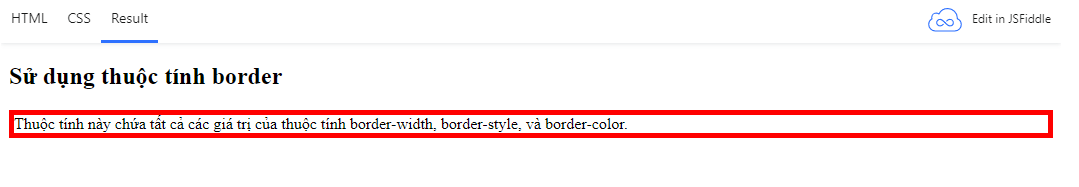 HTML CSS Result Edit in JSFiddle
Sử dụng thuộc tính border
Thuộc tính này chứa tất cả các giá trị của thuộc tính border-width, border-style, và border-color.